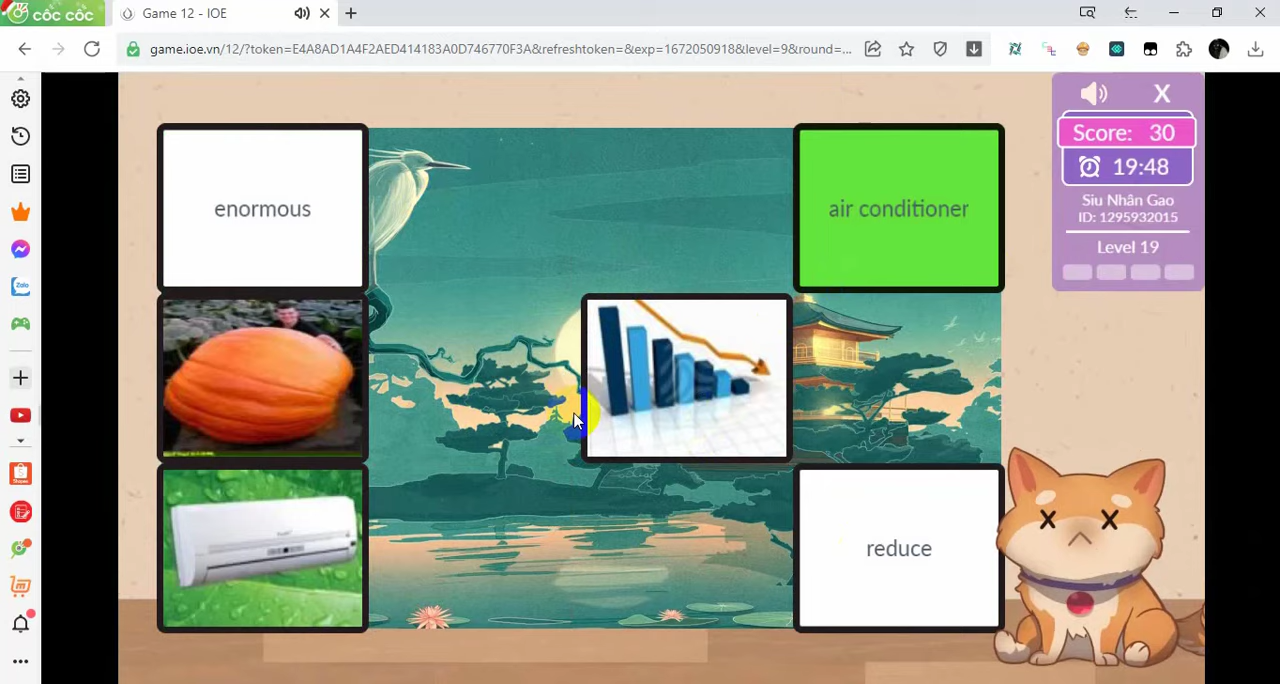 CỐC CỐC
Game 12 - IOE
game.ioe.vn/12/?token=E4A8AD1A4F2AED414183A0D746770F3A&refreshtoken=&exp=1672050918&level=9&round=...
enormous
air conditioner
reduce
Score: 30
19:48
Siu Nhân Gao
ID: 1295932015
Level 19
Zalo